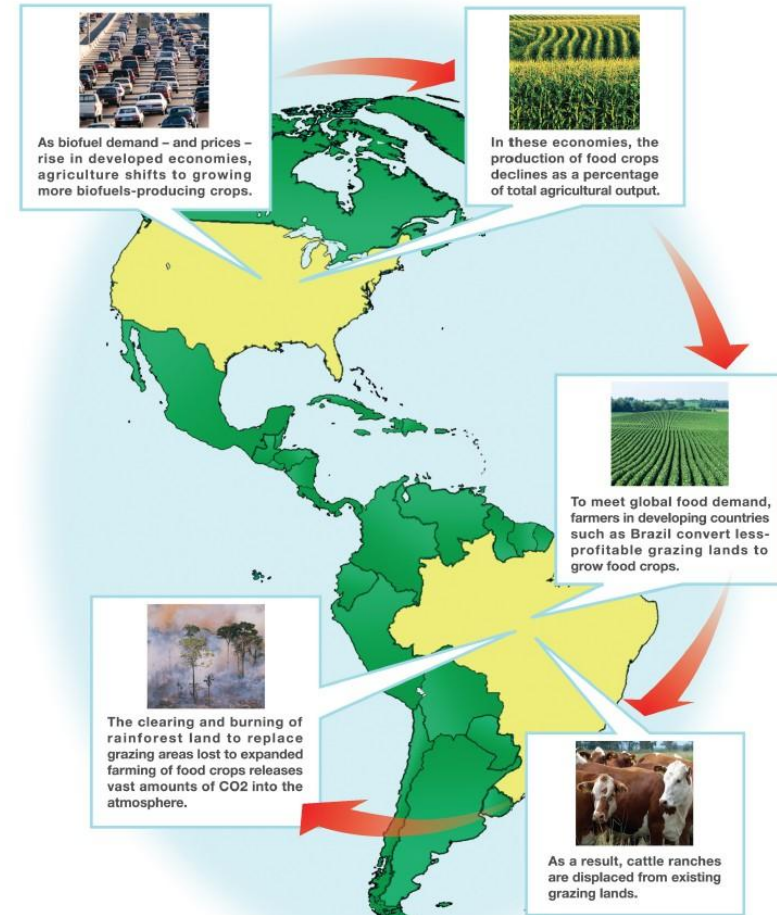 As biofuel demand – and prices –
rise in developed economies,
agriculture shifts to growing
more biofuels-producing crops.
In these economies, the
production of food crops
declines as a percentage
of total agricultural output.
To meet global food demand,
farmers in developing countries
such as Brazil convert less-
profitable grazing lands to
grow food crops.
As a result, cattle ranches
are displaced from existing
grazing lands.
The clearing and burning of
rainforest land to replace
grazing areas lost to expanded
farming of food crops releases
vast amounts of CO2 into the
atmosphere.